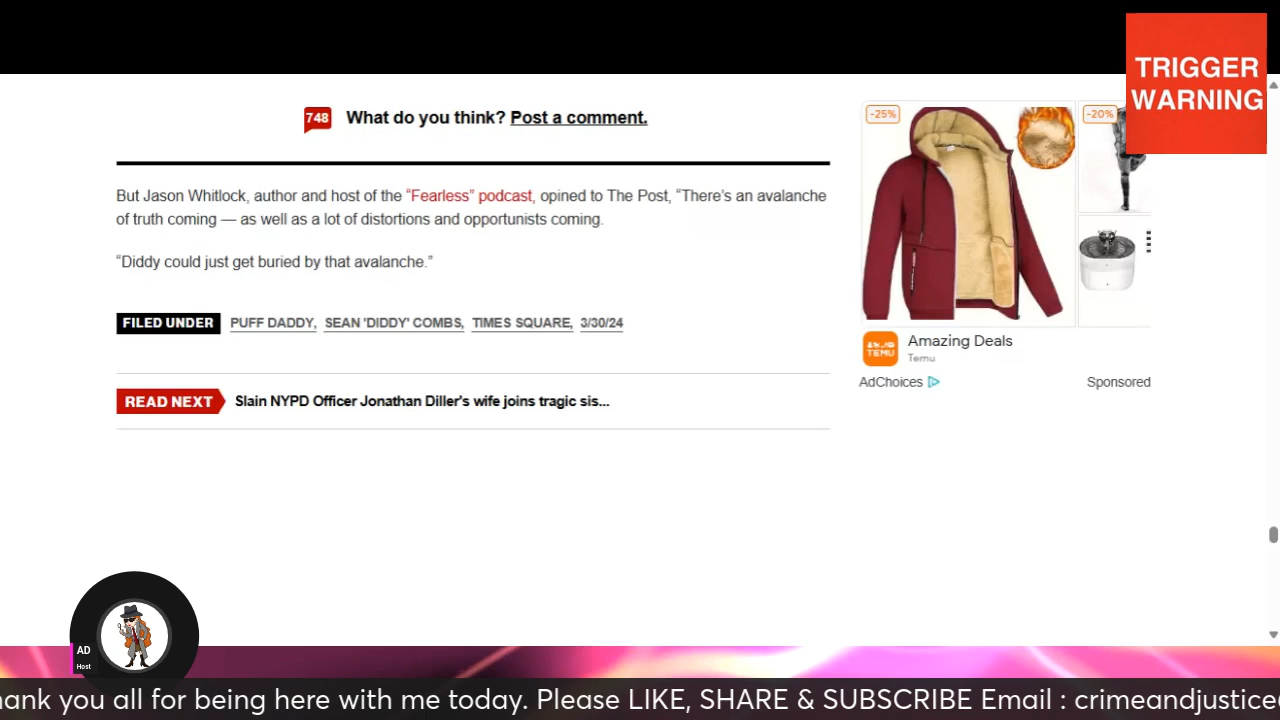 TRIGGER
WARNING
748 What do you think? Post a comment.
But Jason Whitlock, author and host of the “Fearless” podcast, opined to The Post, “There’s an avalanche
of truth coming — as well as a lot of distortions and opportunists coming.
“Diddy could just get buried by that avalanche.”
FILED UNDER PUFF DADDY, SEAN 'DIDDY' COMBS, TIMES SQUARE, 3/30/24
READ NEXT Slain NYPD Officer Jonathan Diller's wife joins tragic sis...
-25%
-20%
TEMU
Amazing Deals
Temu
AdChoices
Sponsored
AD
Host
hank you all for being here with me today. Please LIKE, SHARE & SUBSCRIBE Email : crimeandjustice